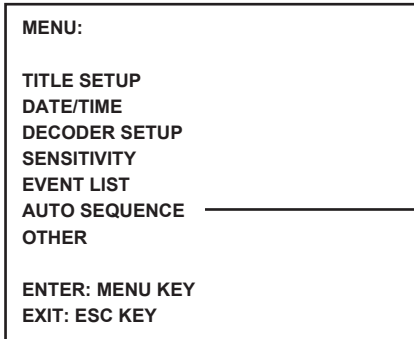 MENU:
TITLE SETUP
DATE/TIME
DECODER SETUP
SENSITIVITY
EVENT LIST
AUTO SEQUENCE
OTHER
ENTER: MENU KEY
EXIT: ESC KEY